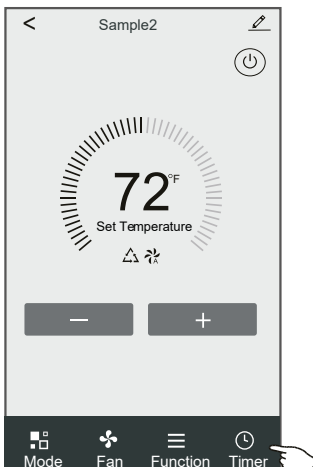 < Sample2
72°F
Set Temperature
A
− +
Mode Fan Function Timer